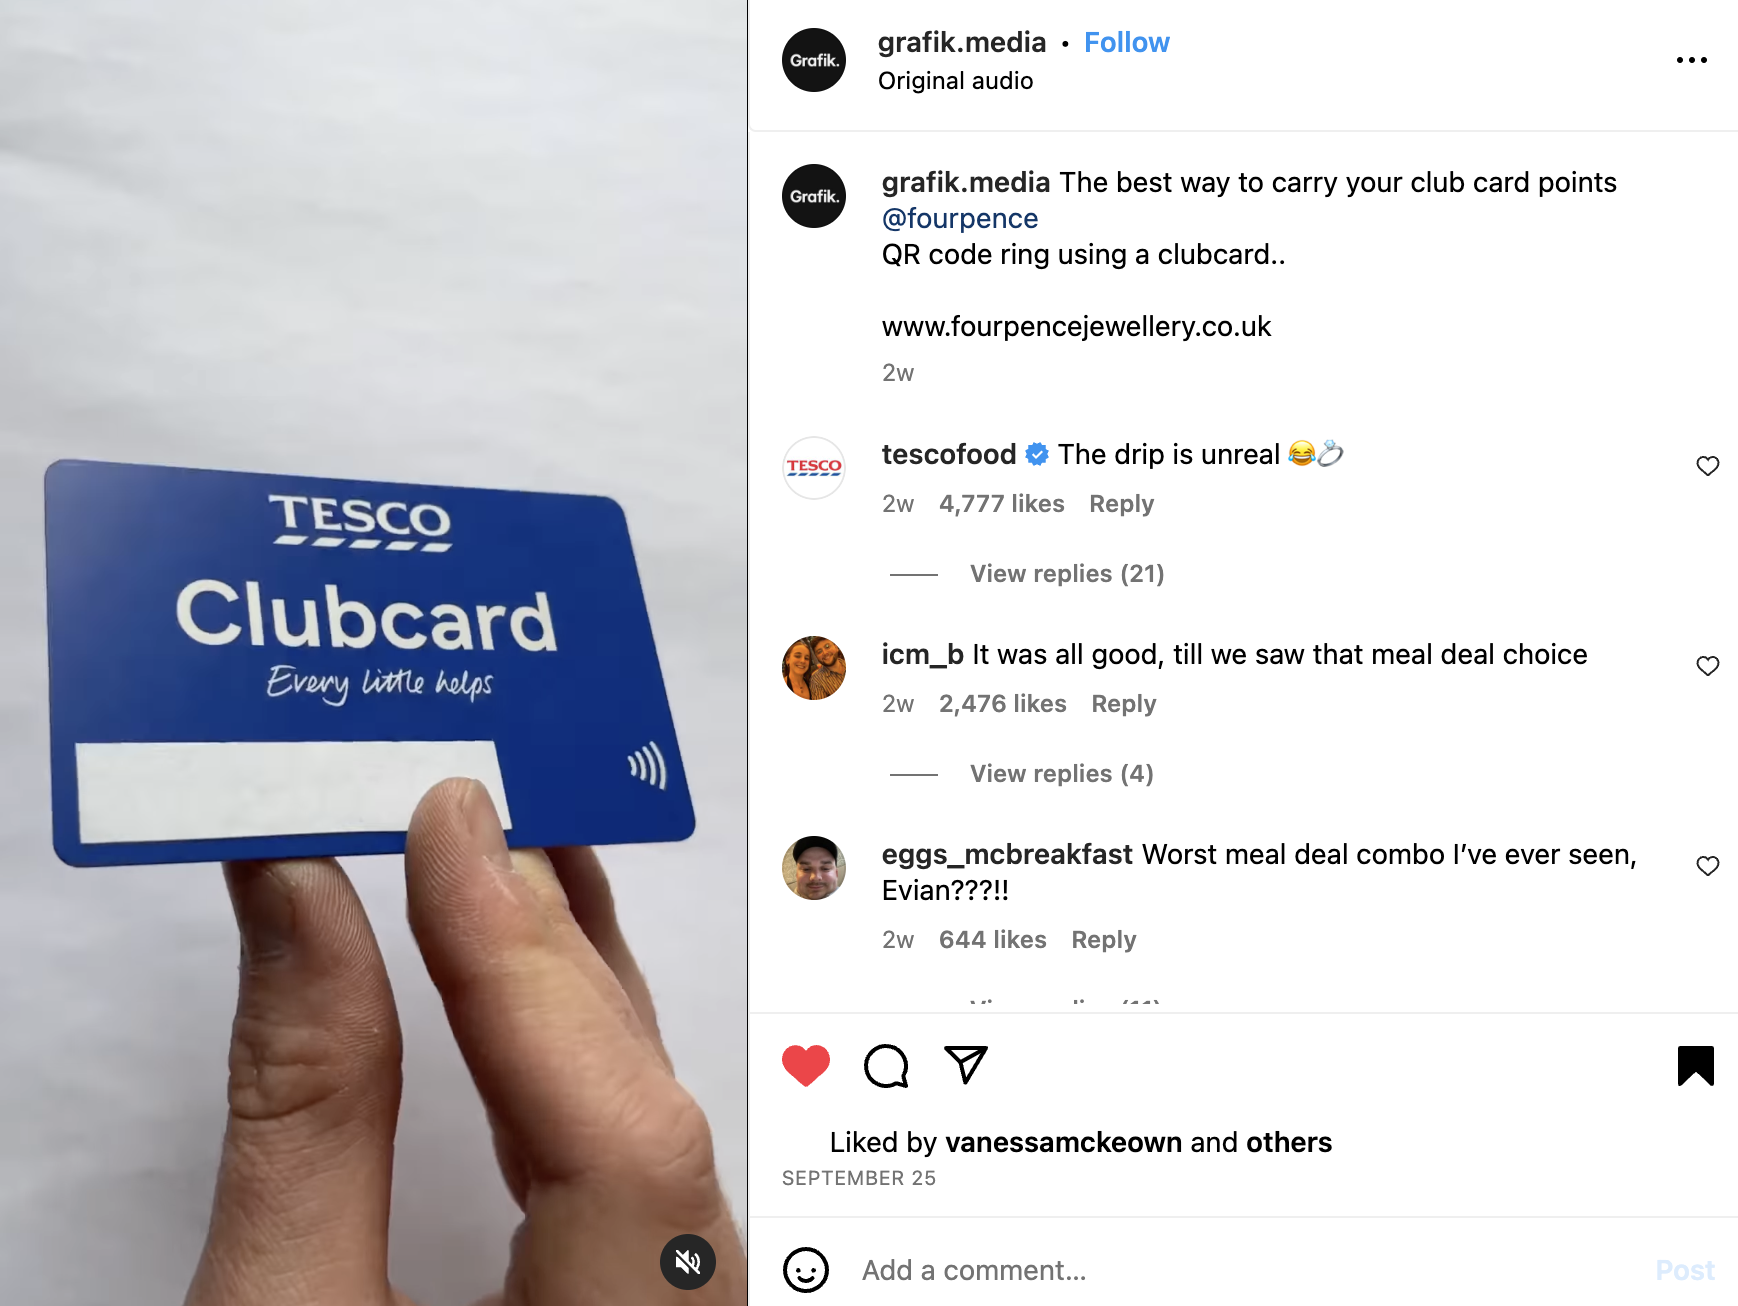 TESCO
Clubcard
Every little helps
Grafik.
grafik.media • Follow
Original audio
Grafik.
grafik.media The best way to carry your club card points
@fourpence
QR code ring using a clubcard..
www.fourpencejewellery.co.uk
2w
TESCO
tescofood The drip is unreal 😂💍
2w 4,777 likes Reply
View replies (21)
icm_b It was all good, till we saw that meal deal choice
2w 2,476 likes Reply
View replies (4)
eggs_mcbreakfast Worst meal deal combo I’ve ever seen,
Evian???!!
2w 644 likes Reply
Liked by vanessamckeown and others
SEPTEMBER 25
Add a comment...
Post